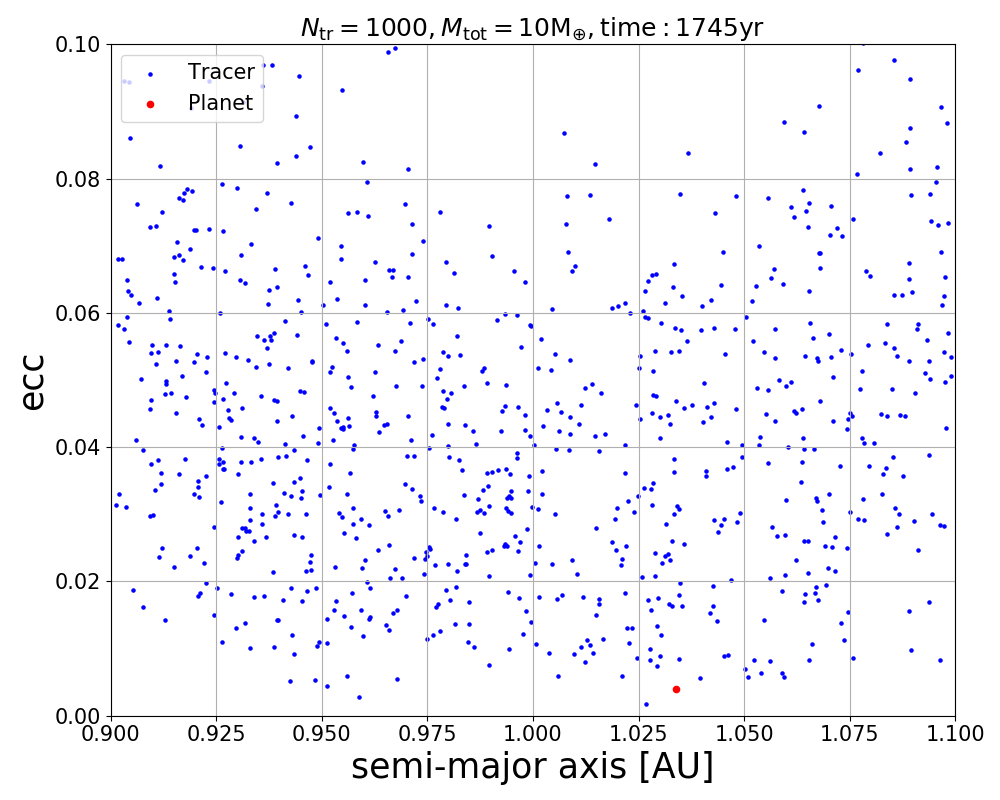 N_tr = 1000, M_tot = 10M_⊕, time : 1745yr
Tracer
Planet
ecc
0.10
0.08
0.06
0.04
0.02
0.00
0.900 0.925 0.950 0.975 1.000 1.025 1.050 1.075 1.100
semi-major axis [AU]